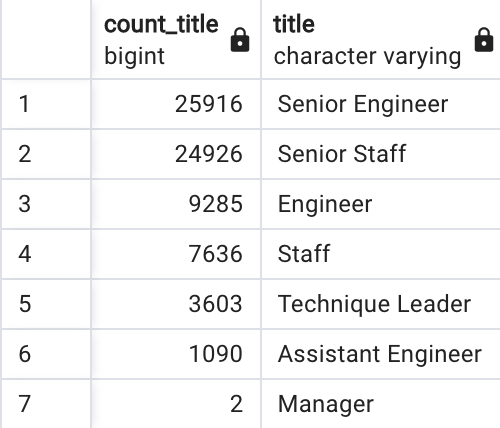 count_title title
bigint character varying
1 25916 Senior Engineer
2 24926 Senior Staff
3 9285 Engineer
4 7636 Staff
5 3603 Technique Leader
6 1090 Assistant Engineer
7 2 Manager